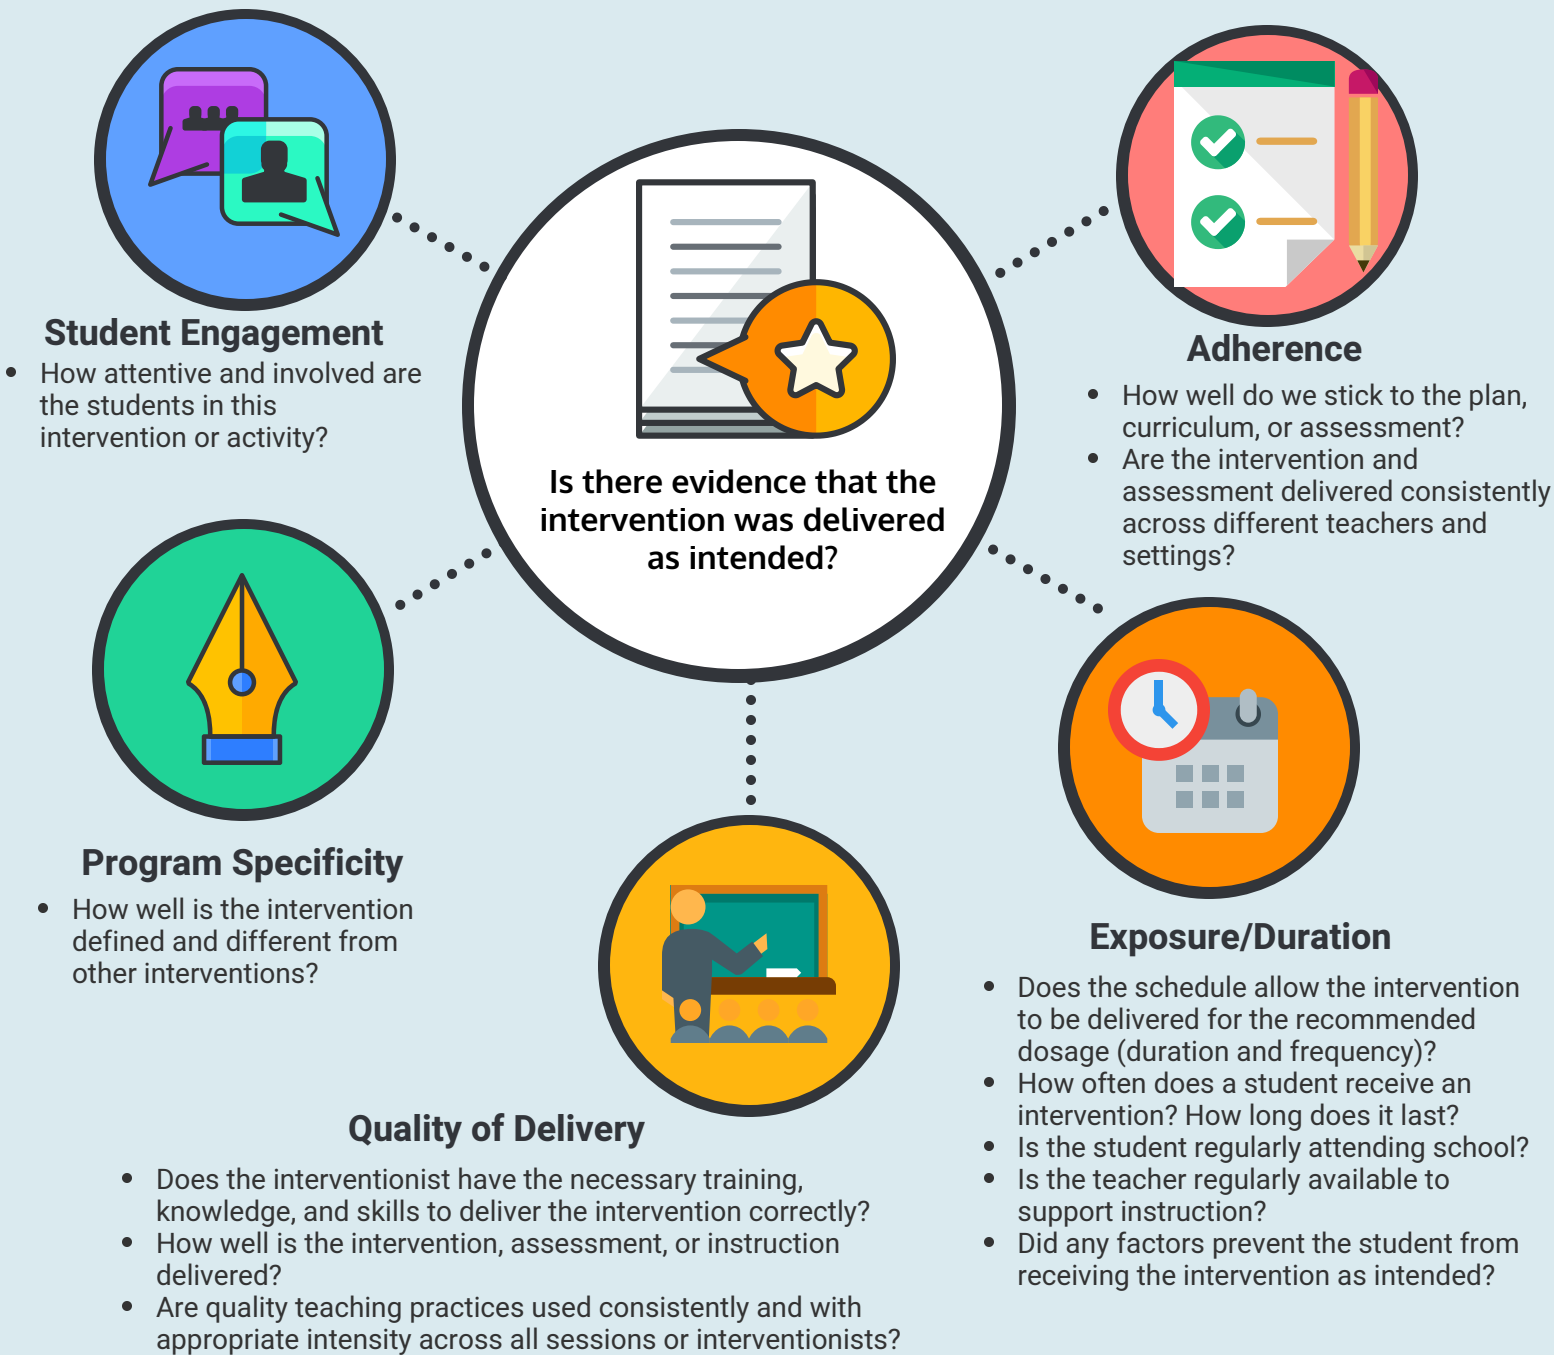 Is there evidence that the
intervention was delivered
as intended?
Student Engagement
• How attentive and involved are
the students in this
intervention or activity?
Adherence
• How well do we stick to the plan,
curriculum, or assessment?
• Are the intervention and
assessment delivered consistently
across different teachers and
settings?
Program Specificity
• How well is the intervention
defined and different from
other interventions?
Exposure/Duration
• Does the schedule allow the intervention
to be delivered for the recommended
dosage (duration and frequency)?
• How often does a student receive an
intervention? How long does it last?
• Is the student regularly attending school?
• Is the teacher regularly available to
support instruction?
• Did any factors prevent the student from
receiving the intervention as intended?
Quality of Delivery
• Does the interventionist have the necessary training,
knowledge, and skills to deliver the intervention correctly?
• How well is the intervention, assessment, or instruction
delivered?
• Are quality teaching practices used consistently and with
appropriate intensity across all sessions or interventionists?